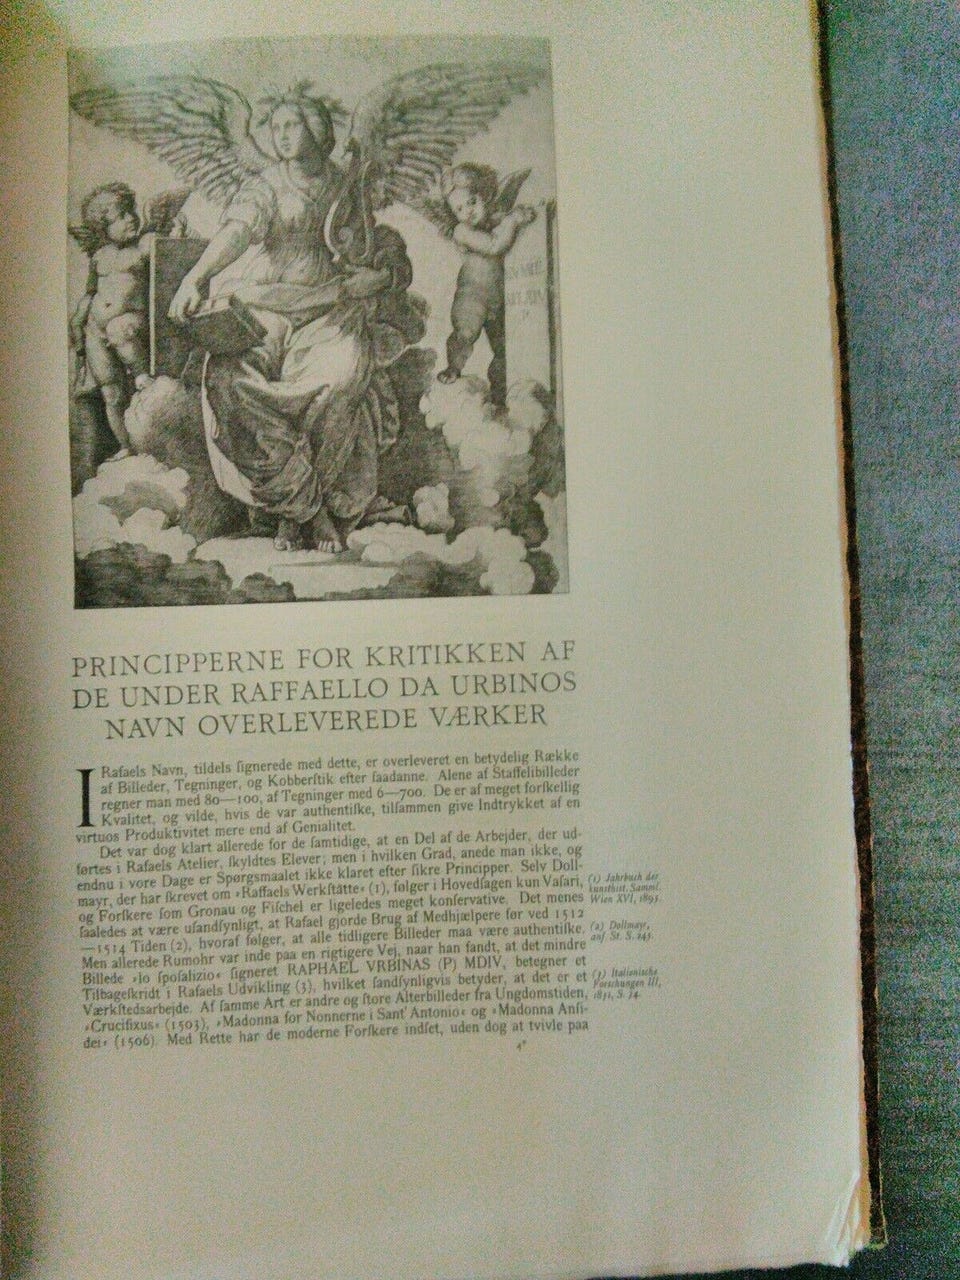 PRINCIPPERNE FOR KRITIKKEN AF
DE UNDER RAFFAELLO DA URBINOS
NAVN OVERLEVEREDE VÆRKER
I Rafaels Navn, tildels ſignerede med dette, er overleveret en betydelig Række
af Billeder, Tegninger, og Kobberſtik efter ſaadanne. Alene af Staffelibilleder
regner man med 80—100, af Tegninger med 6—700. De er af meget forſkellig
Kvalitet, og vilde, hvis de var authentiſke, tilſammen give Indtrykket af en
virtuos Produktivitet mere end af Genialitet.
Det var dog klart allerede for de ſamtidige, at en Del af de Arbejder, der ud-
førtes i Rafaels Atelier, ſkyldtes Elever; men i hvilken Grad, anede man ikke, og
endnu i vore Dage er Spørgsmaalet ikke klaret efter ſikre Principper. Selv Doll-
mayr, der har ſkrevet om »Raffaels Werkſtätte« (1), følger i Hovedſagen kun Vaſari,
og Forſkere ſom Gronau og Fiſchel er ligeledes meget konſervative. Det menes
ſaaledes at være uſandſynligt, at Rafael gjorde Brug af Medhjælpere før ved 1512
—1514 Tiden (2), hvoraf følger, at alle tidligere Billeder maa være authentiſke.
Men allerede Rumohr var inde paa en rigtigere Vej, naar han fandt, at det mindre
Billede »lo ſpoſalizio« ſigneret RAPHAEL VRBINAS (P) MDIV, betegner et
Tilbageſkridt i Rafaels Udvikling (3), hvilket ſandſynligvis betyder, at det er et
Værkſtedsarbejde. Af ſamme Art er andre og ſtore Alterbilleder fra Ungdomstiden,
»Crucifixus« (1503), »Madonna for Nonnerne i Sant' Antonio« og »Madonna Anſi-
dei« (1506). Med Rette har de moderne Forſkere indſet, uden dog at tvivle paa
(1) Jahrbuch der
kunsthist. Samml.
Wien XVI, 1895.
(2) Dollmayr,
anf. St. S. 245.
(3) Italienische
Forschungen III,
1831, S. 34.
4*